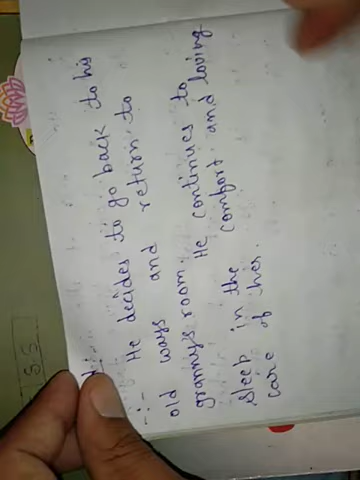 -:- He decides to go back to his
old ways and return to
granny's room. He continues to
sleep in the comfort and loving
care of her.